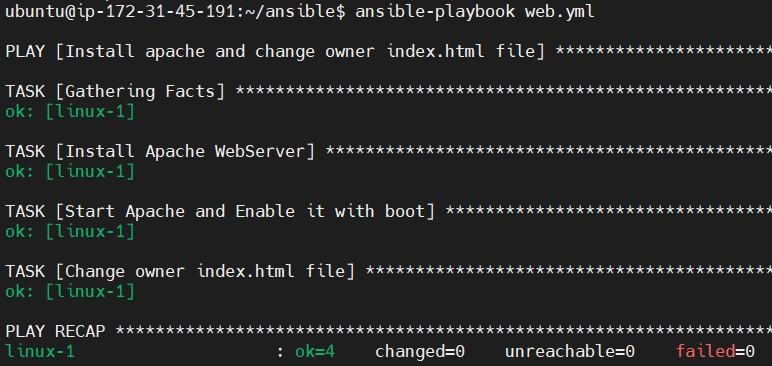 ubuntu@ip-172-31-45-191:~/ansible$ ansible-playbook web.yml
PLAY [Install apache and change owner index.html file] **********************
TASK [Gathering Facts] ******************************************************
ok: [linux-1]
TASK [Install Apache WebServer] *********************************************
ok: [linux-1]
TASK [Start Apache and Enable it with boot] *********************************
ok: [linux-1]
TASK [Change owner index.html file] *****************************************
ok: [linux-1]
PLAY RECAP ******************************************************************
linux-1                    : ok=4    changed=0    unreachable=0    failed=0